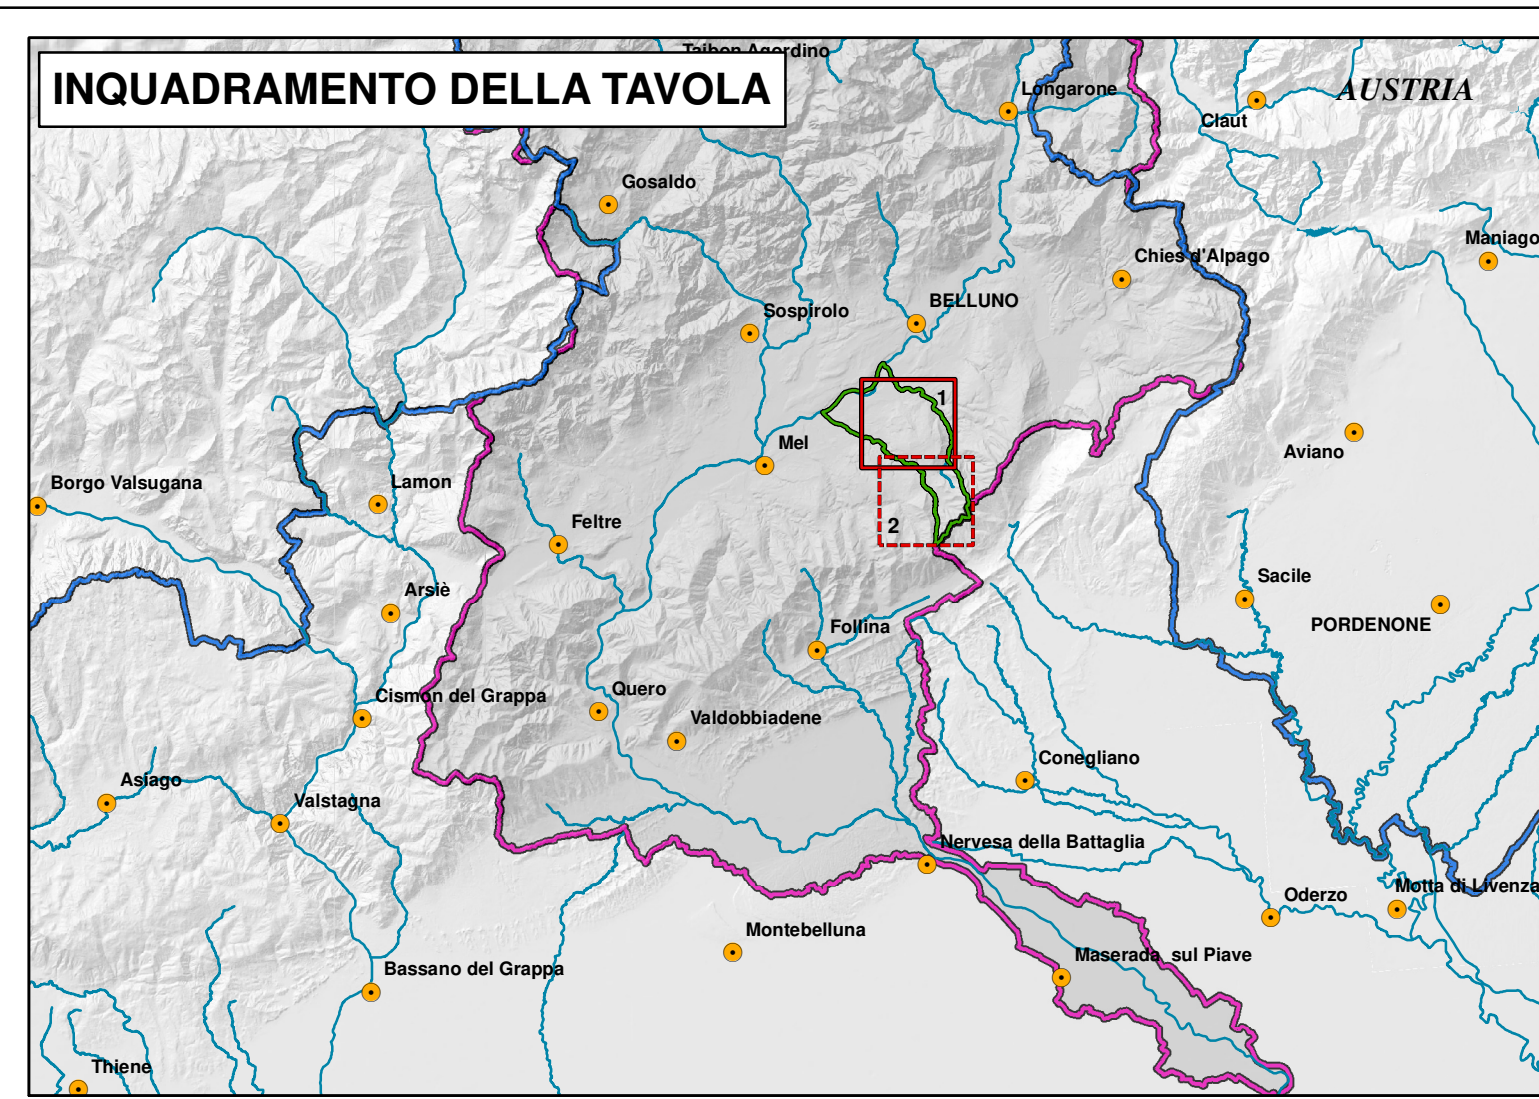 Taibon Agordino
INQUADRAMENTO DELLA TAVOLA
Longarone
AUSTRIA
Claut
Gosaldo
Maniago
Chies d'Alpago
BELLUNO
Sospirolo
1
Mel
Aviano
Borgo Valsugana
Lamon
Feltre
2
Sacile
Arsiè
PORDENONE
Follina
Quero
Cismon del Grappa
Valdobbiadene
Conegliano
Asiago
Valstagna
Nervesa della Battaglia
Motta di Livenza
Oderzo
Montebelluna
Maserada sul Piave
Bassano del Grappa
Thiene